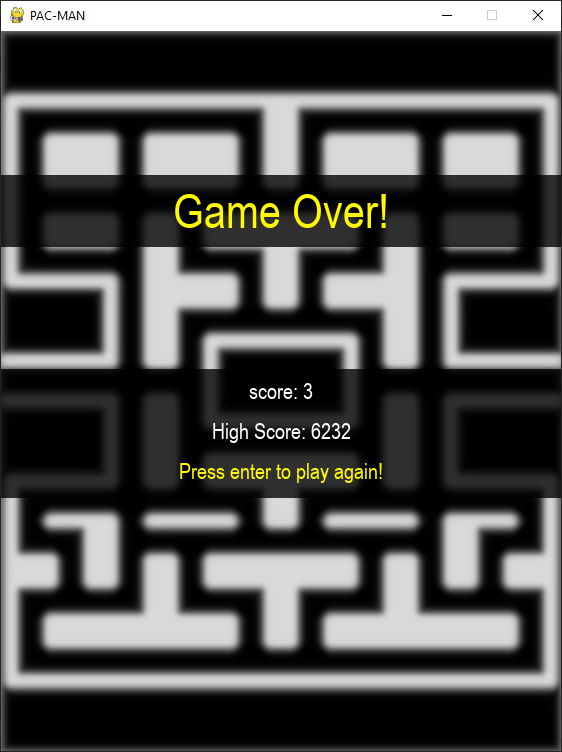 PAC-MAN
Game Over!
score: 3
High Score: 6232
Press enter to play again!